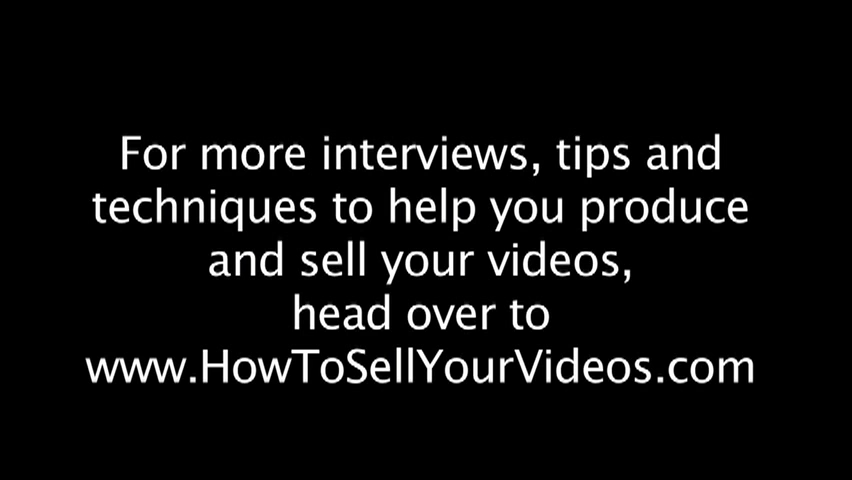 For more interviews, tips and
techniques to help you produce
and sell your videos,
head over to
www.HowToSellYourVideos.com